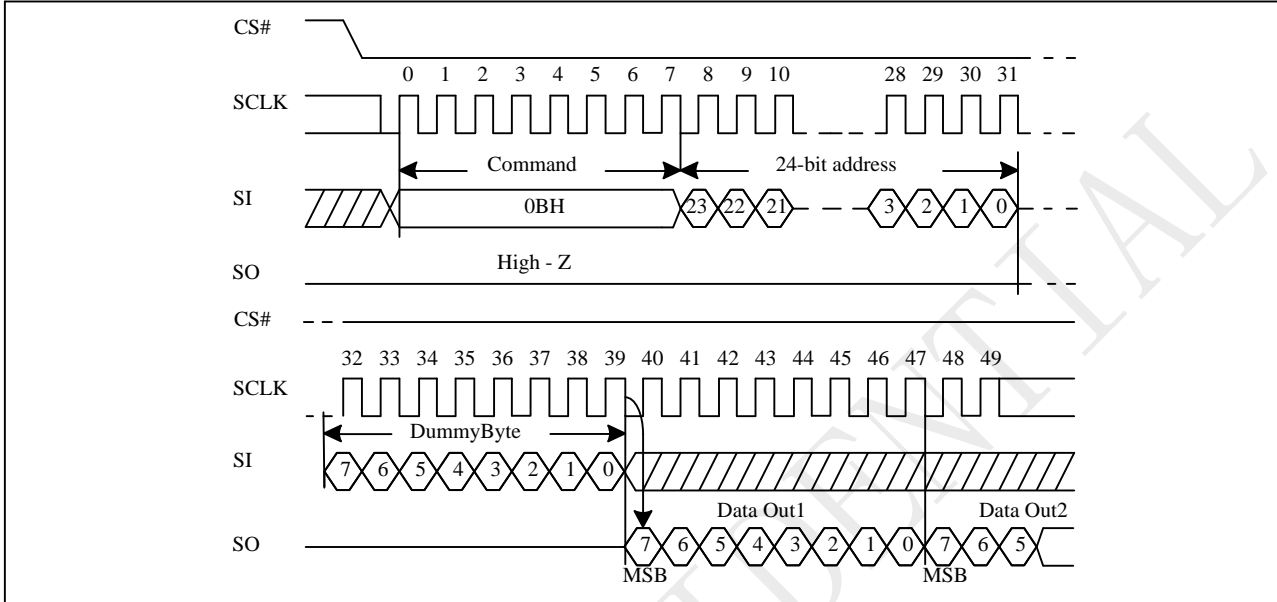 CS#
0 1 2 3 4 5 6 7 8 9 10 28 29 30 31
SCLK
Command 24-bit address
SI 0BH 23 22 21 3 2 1 0
High - Z
SO
CS#
32 33 34 35 36 37 38 39 40 41 42 43 44 45 46 47 48 49
SCLK
DummyByte
SI 7 6 5 4 3 2 1 0
Data Out1 Data Out2
SO 7 6 5 4 3 2 1 0 7 6 5
MSB MSB
DENTIAL